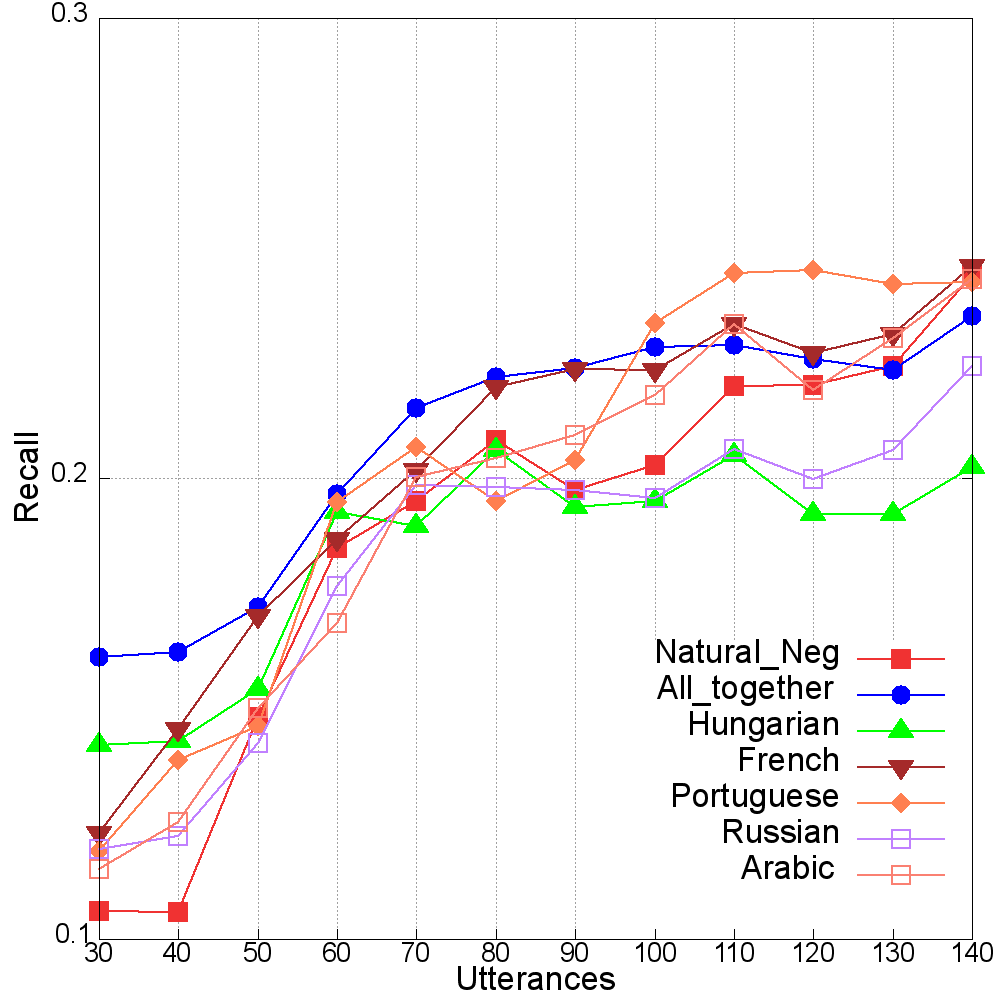 0.3
0.2
0.1
Recall
Natural_Neg
All_together
Hungarian
French
Portuguese
Russian
Arabic
30 40 50 60 70 80 90 100 110 120 130 140
Utterances